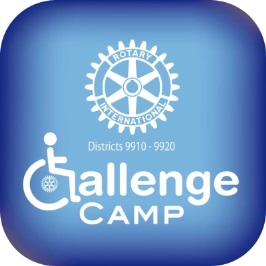 ROTARY
INTERNATIONAL
Districts 9910 - 9920
Challenge
CAMP